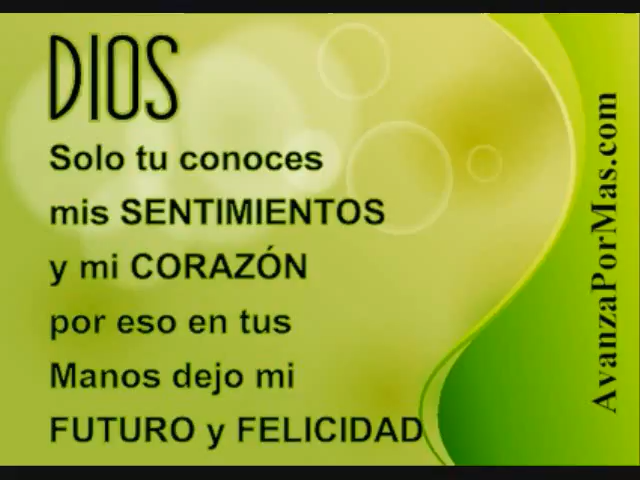 DIOS
Solo tu conoces
mis SENTIMIENTOS
y mi CORAZÓN
por eso en tus
Manos dejo mi
FUTURO y FELICIDAD
AvanzaPorMas.com